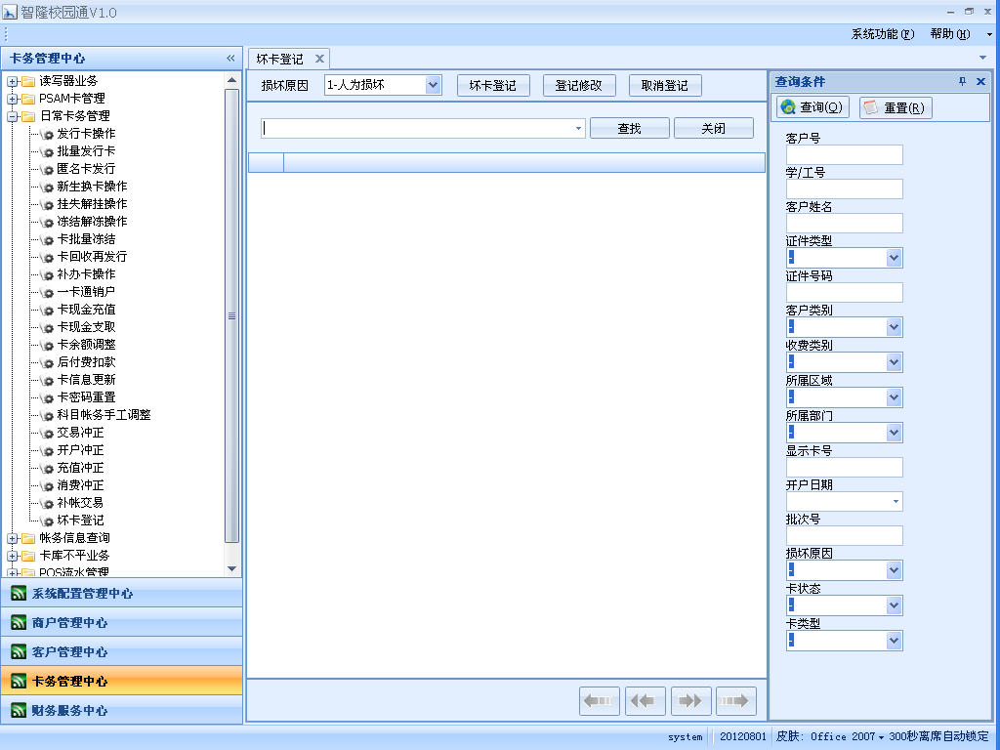 智隆校园通V1.0
系统功能(F) 帮助(H)
卡务管理中心
读写器业务
PSAM卡管理
日常卡务管理
发行卡操作
批量发行卡
匿名卡发行
新生换卡操作
挂失解挂操作
冻结解冻操作
卡批量冻结
卡回收再发行
补办卡操作
一卡通销户
卡现金充值
卡现金支取
卡余额调整
后付费扣款
卡信息更新
卡密码重置
科目帐务手工调整
交易冲正
开户冲正
充值冲正
消费冲正
补帐交易
坏卡登记
帐务信息查询
卡库不平业务
POS流水管理
系统配置管理中心
商户管理中心
客户管理中心
卡务管理中心
财务服务中心
坏卡登记
损坏原因 1-人为损坏 坏卡登记 登记修改 取消登记
查找 关闭
查询条件
查询(Q) 重置(R)
客户号
学/工号
客户姓名
证件类型
-
证件号码
客户类别
-
收费类别
-
所属区域
-
所属部门
-
显示卡号
开户日期
批次号
损坏原因
-
卡状态
-
卡类型
-
system 20120801 皮肤: Office 2007 300秒离席自动锁定